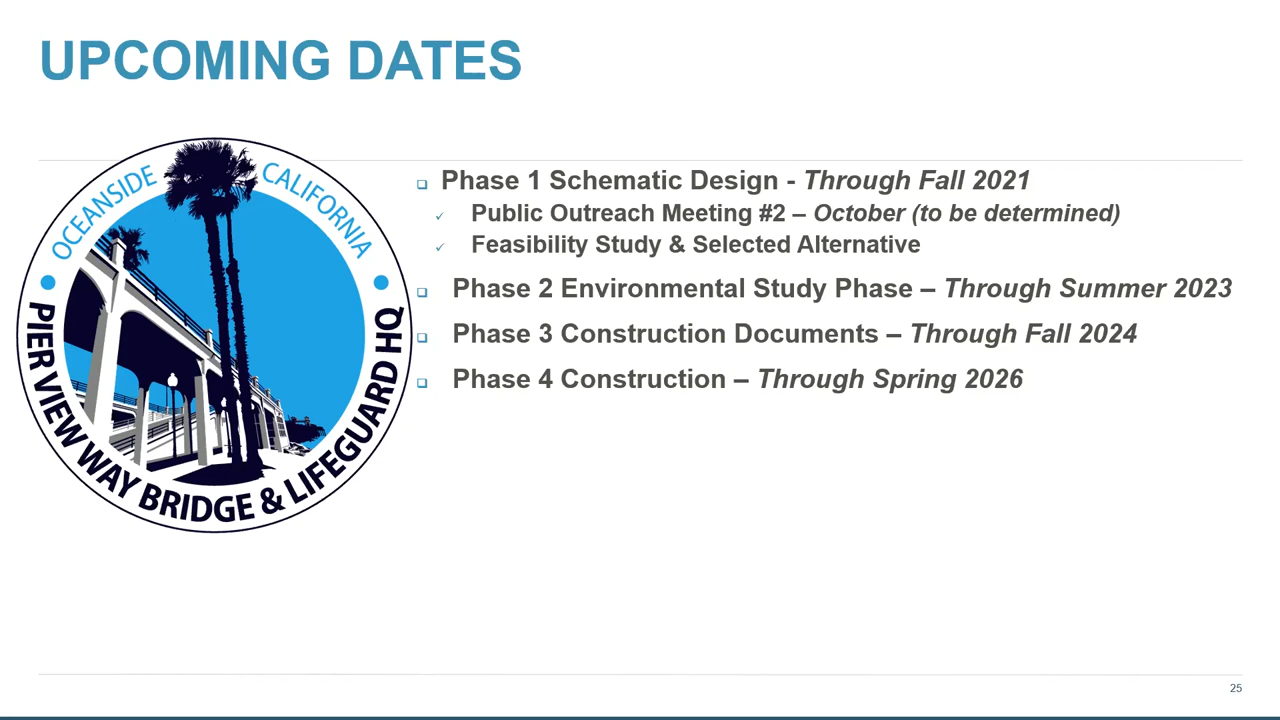 UPCOMING DATES
OCEANSIDE CALIFORNIA
PIER VIEW WAY BRIDGE & LIFEGUARD HQ
Phase 1 Schematic Design - Through Fall 2021
Public Outreach Meeting #2 – October (to be determined)
Feasibility Study & Selected Alternative
Phase 2 Environmental Study Phase – Through Summer 2023
Phase 3 Construction Documents – Through Fall 2024
Phase 4 Construction – Through Spring 2026
25